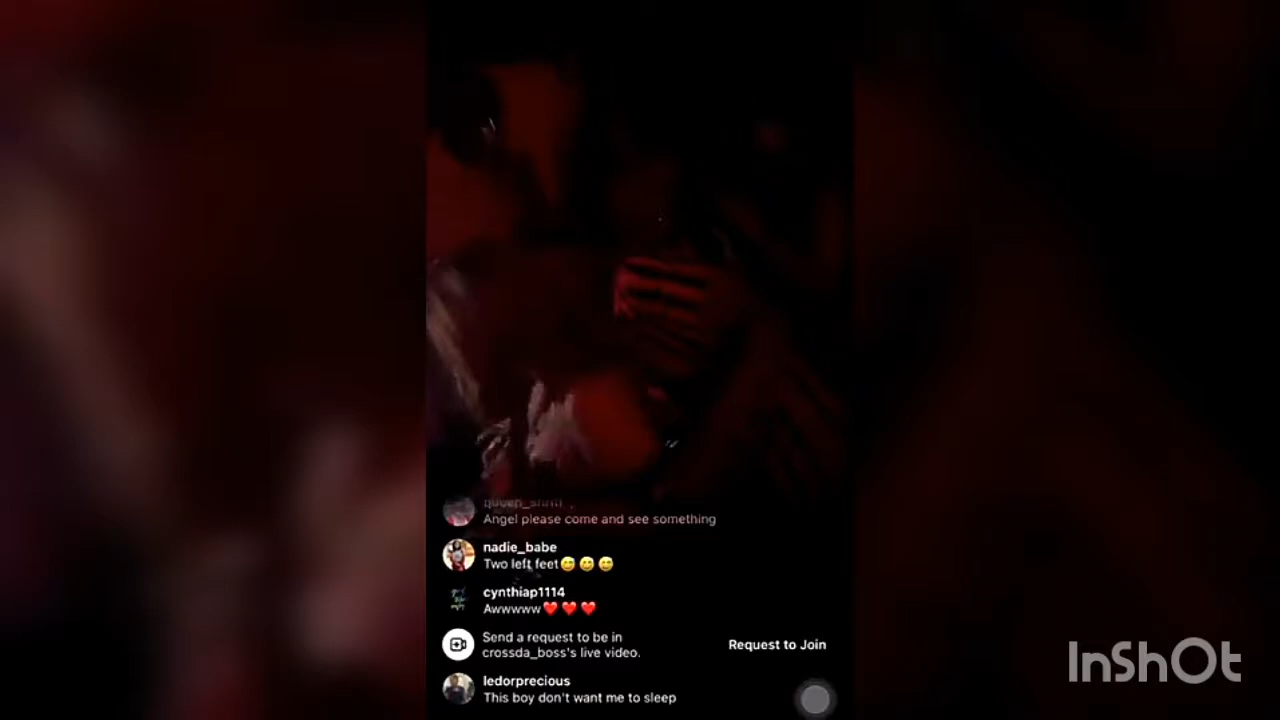 Angel please come and see something
nadie_babe
Two left feet😅😅😅
cynthiap1114
Awwwww❤️❤️❤️
Send a request to be in
crossda_boss's live video.
Request to Join
ledorprecious
This boy don't want me to sleep
InShOt